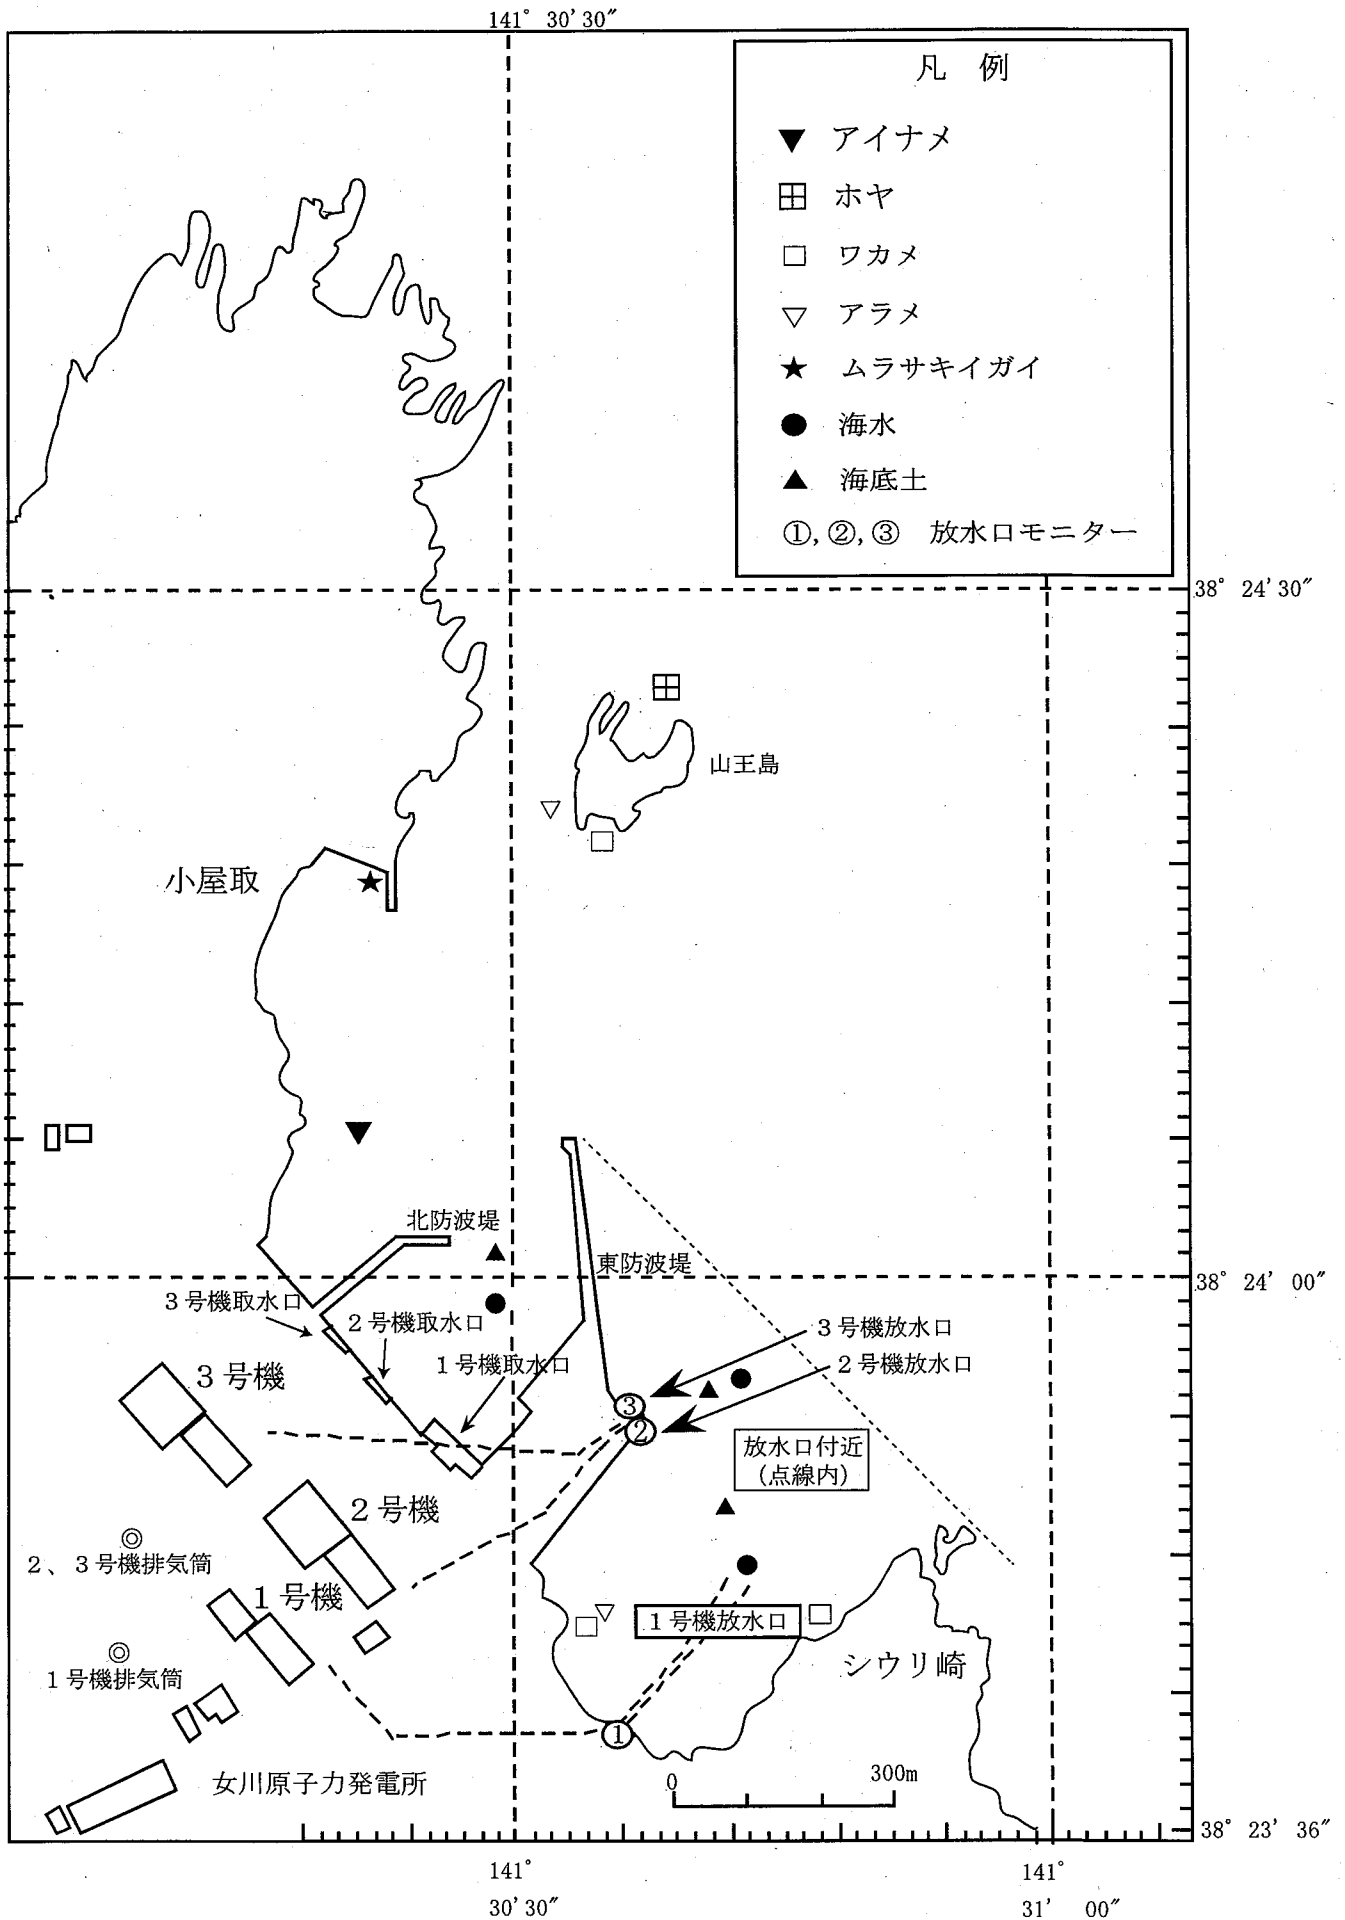 141° 30′30″
凡 例
アイナメ
ホヤ
ワカメ
アラメ
ムラサキイガイ
海水
海底土
①,②,③ 放水口モニター
38° 24′30″
山王島
小屋取
北防波堤
東防波堤
38° 24′00″
3号機取水口
2号機取水口
1号機取水口
3号機放水口
2号機放水口
3号機
③
②
放水口付近
(点線内)
2号機
2、3号機排気筒
1号機
1号機放水口
1号機排気筒
シウリ崎
①
女川原子力発電所
0 300m
38° 23′ 36″
141°
30′30″
141°
31′ 00″